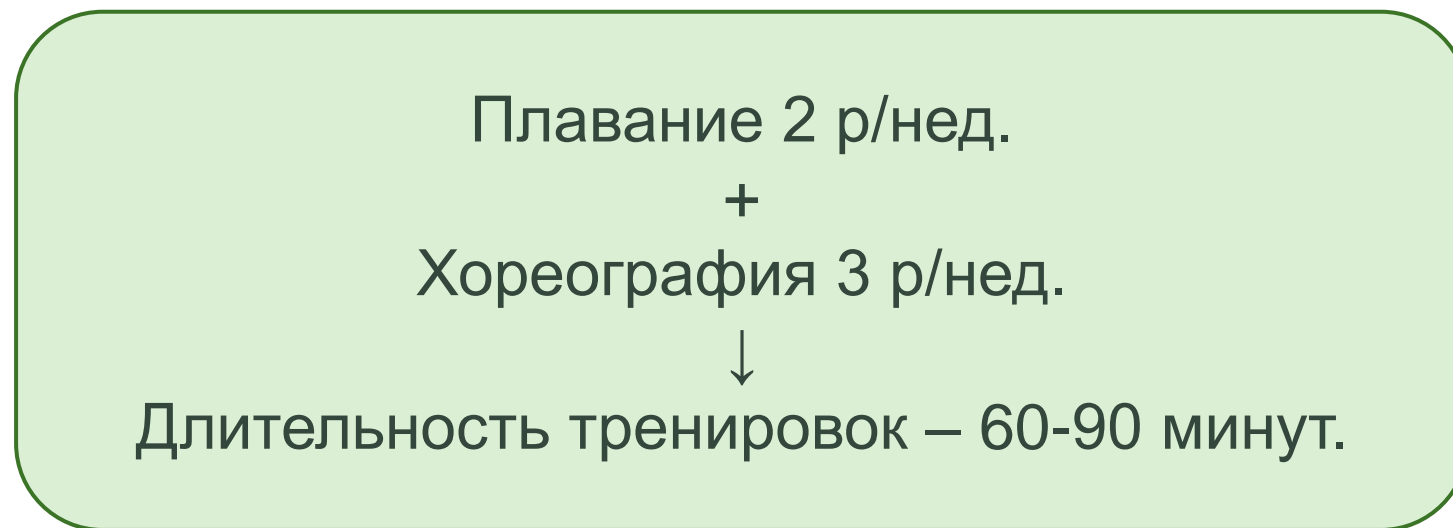 Плавание 2 р/нед.
+
Хореография 3 р/нед.
↓
Длительность тренировок – 60-90 минут.